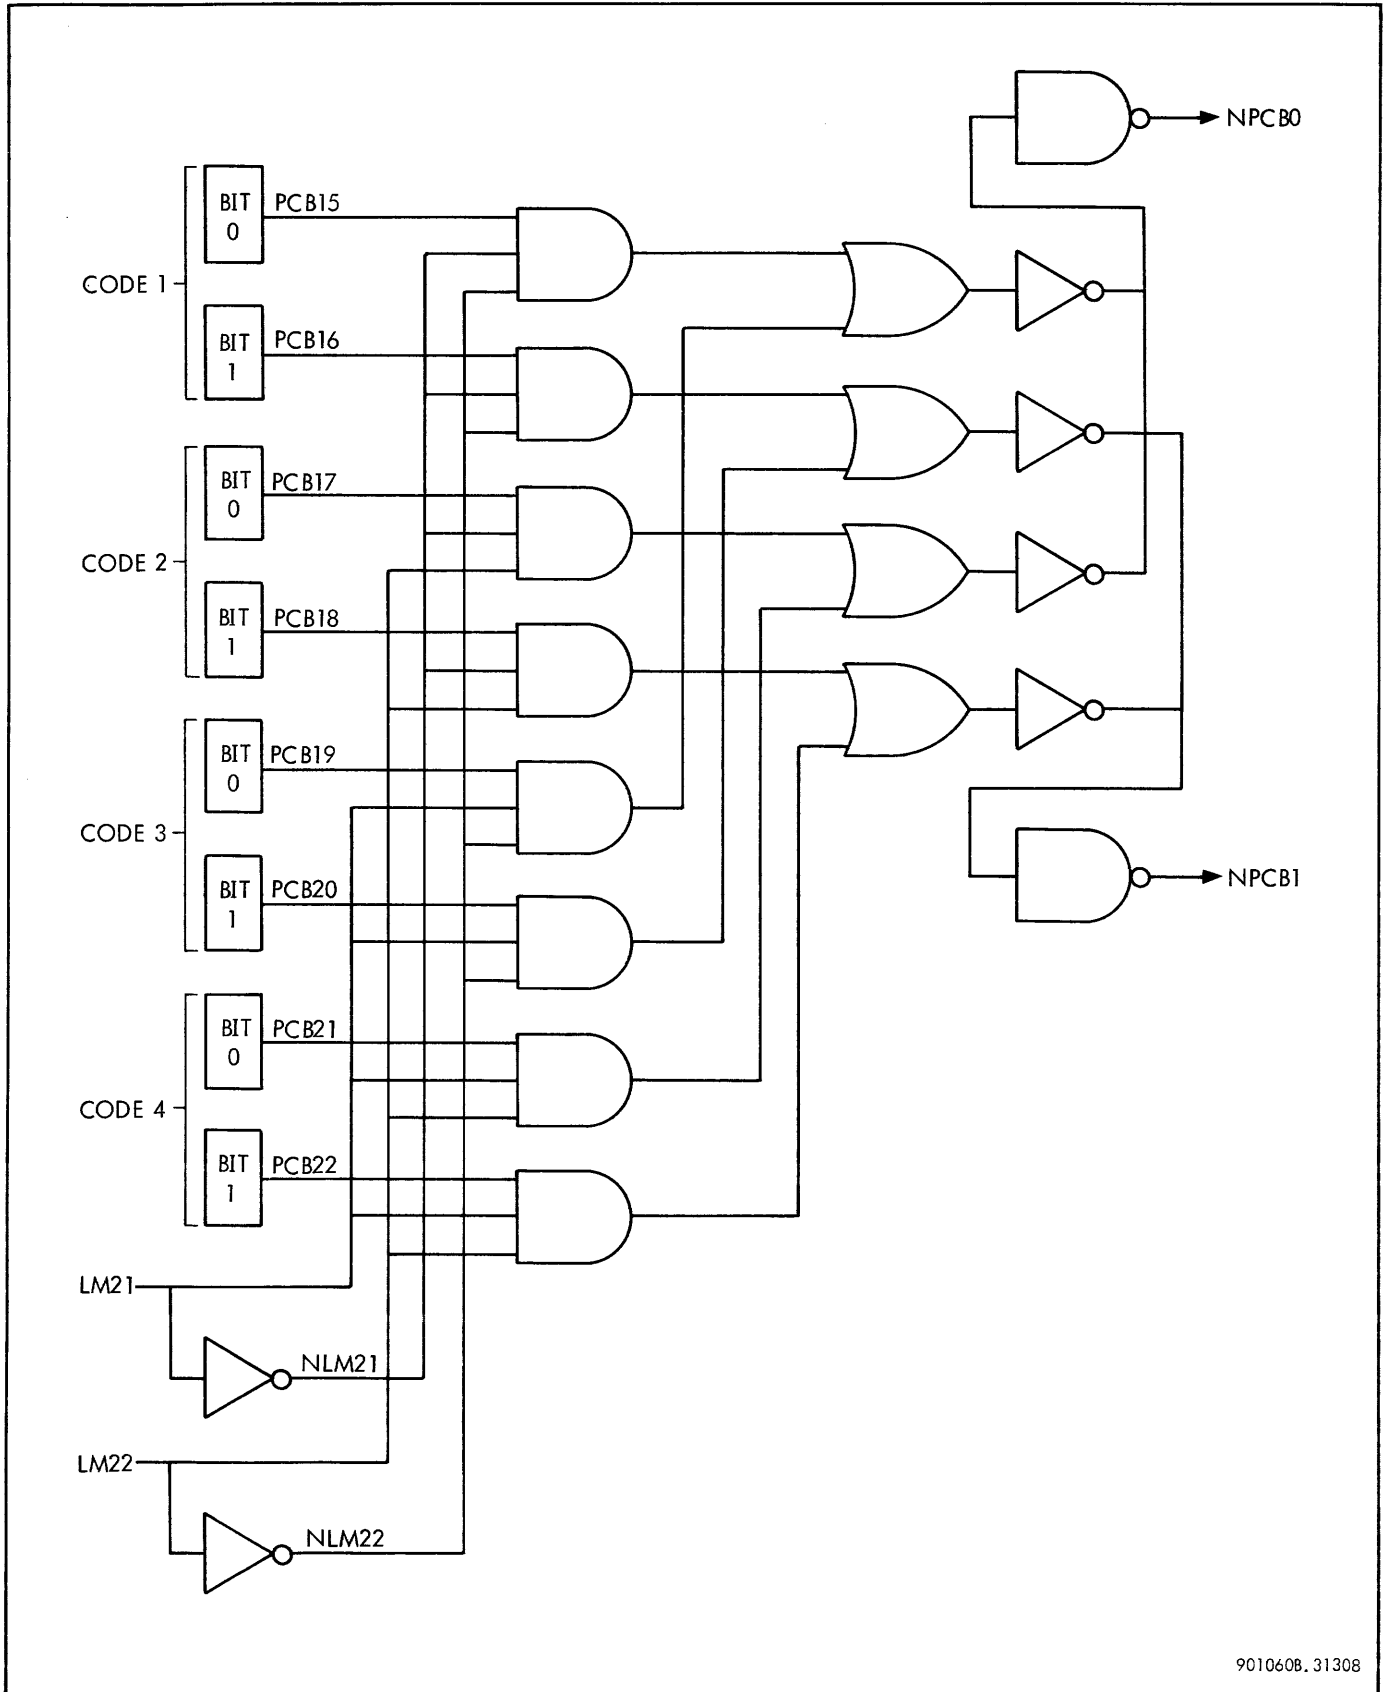 NPCB0
CODE 1
BIT
0
PCB15
BIT
1
PCB16
CODE 2
BIT
0
PCB17
BIT
1
PCB18
CODE 3
BIT
0
PCB19
BIT
1
PCB20
NPCB1
CODE 4
BIT
0
PCB21
BIT
1
PCB22
LM21
NLM21
LM22
NLM22
901060B.31308